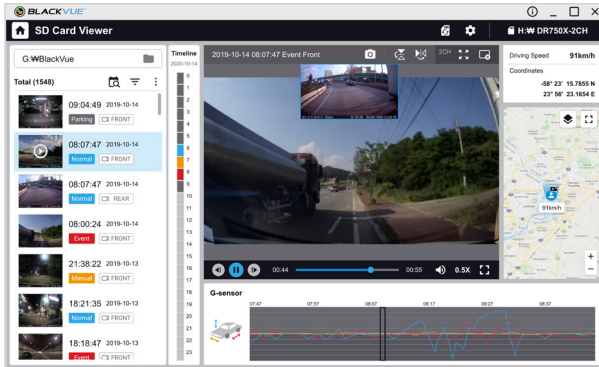 BLACKVUE
SD Card Viewer
H:₩ DR750X-2CH
G:₩BlackVue
Total (1548)
09:04:49 2019-10-14
Parking FRONT
08:07:47 2019-10-14
Normal FRONT
08:07:47 2019-10-14
Normal REAR
08:00:24 2019-10-14
Event FRONT
21:38:22 2019-10-13
Manual FRONT
18:21:35 2019-10-13
Normal FRONT
18:18:47 2019-10-13
Event FRONT
Timeline
2020-10-14
0
1
2
3
4
5
6
7
8
9
10
11
12
13
14
15
16
17
18
19
20
21
22
23
2019-10-14 08:07:47 Event Front
2CH
00:44 00:55 0.5X
Driving Speed 91km/h
Coordinates
-58° 23' 15.7855 N
23° 56' 23.1654 E
91km/h
+
−
G-sensor
07:47 07:57 08:07 08:17 08:27 08:37